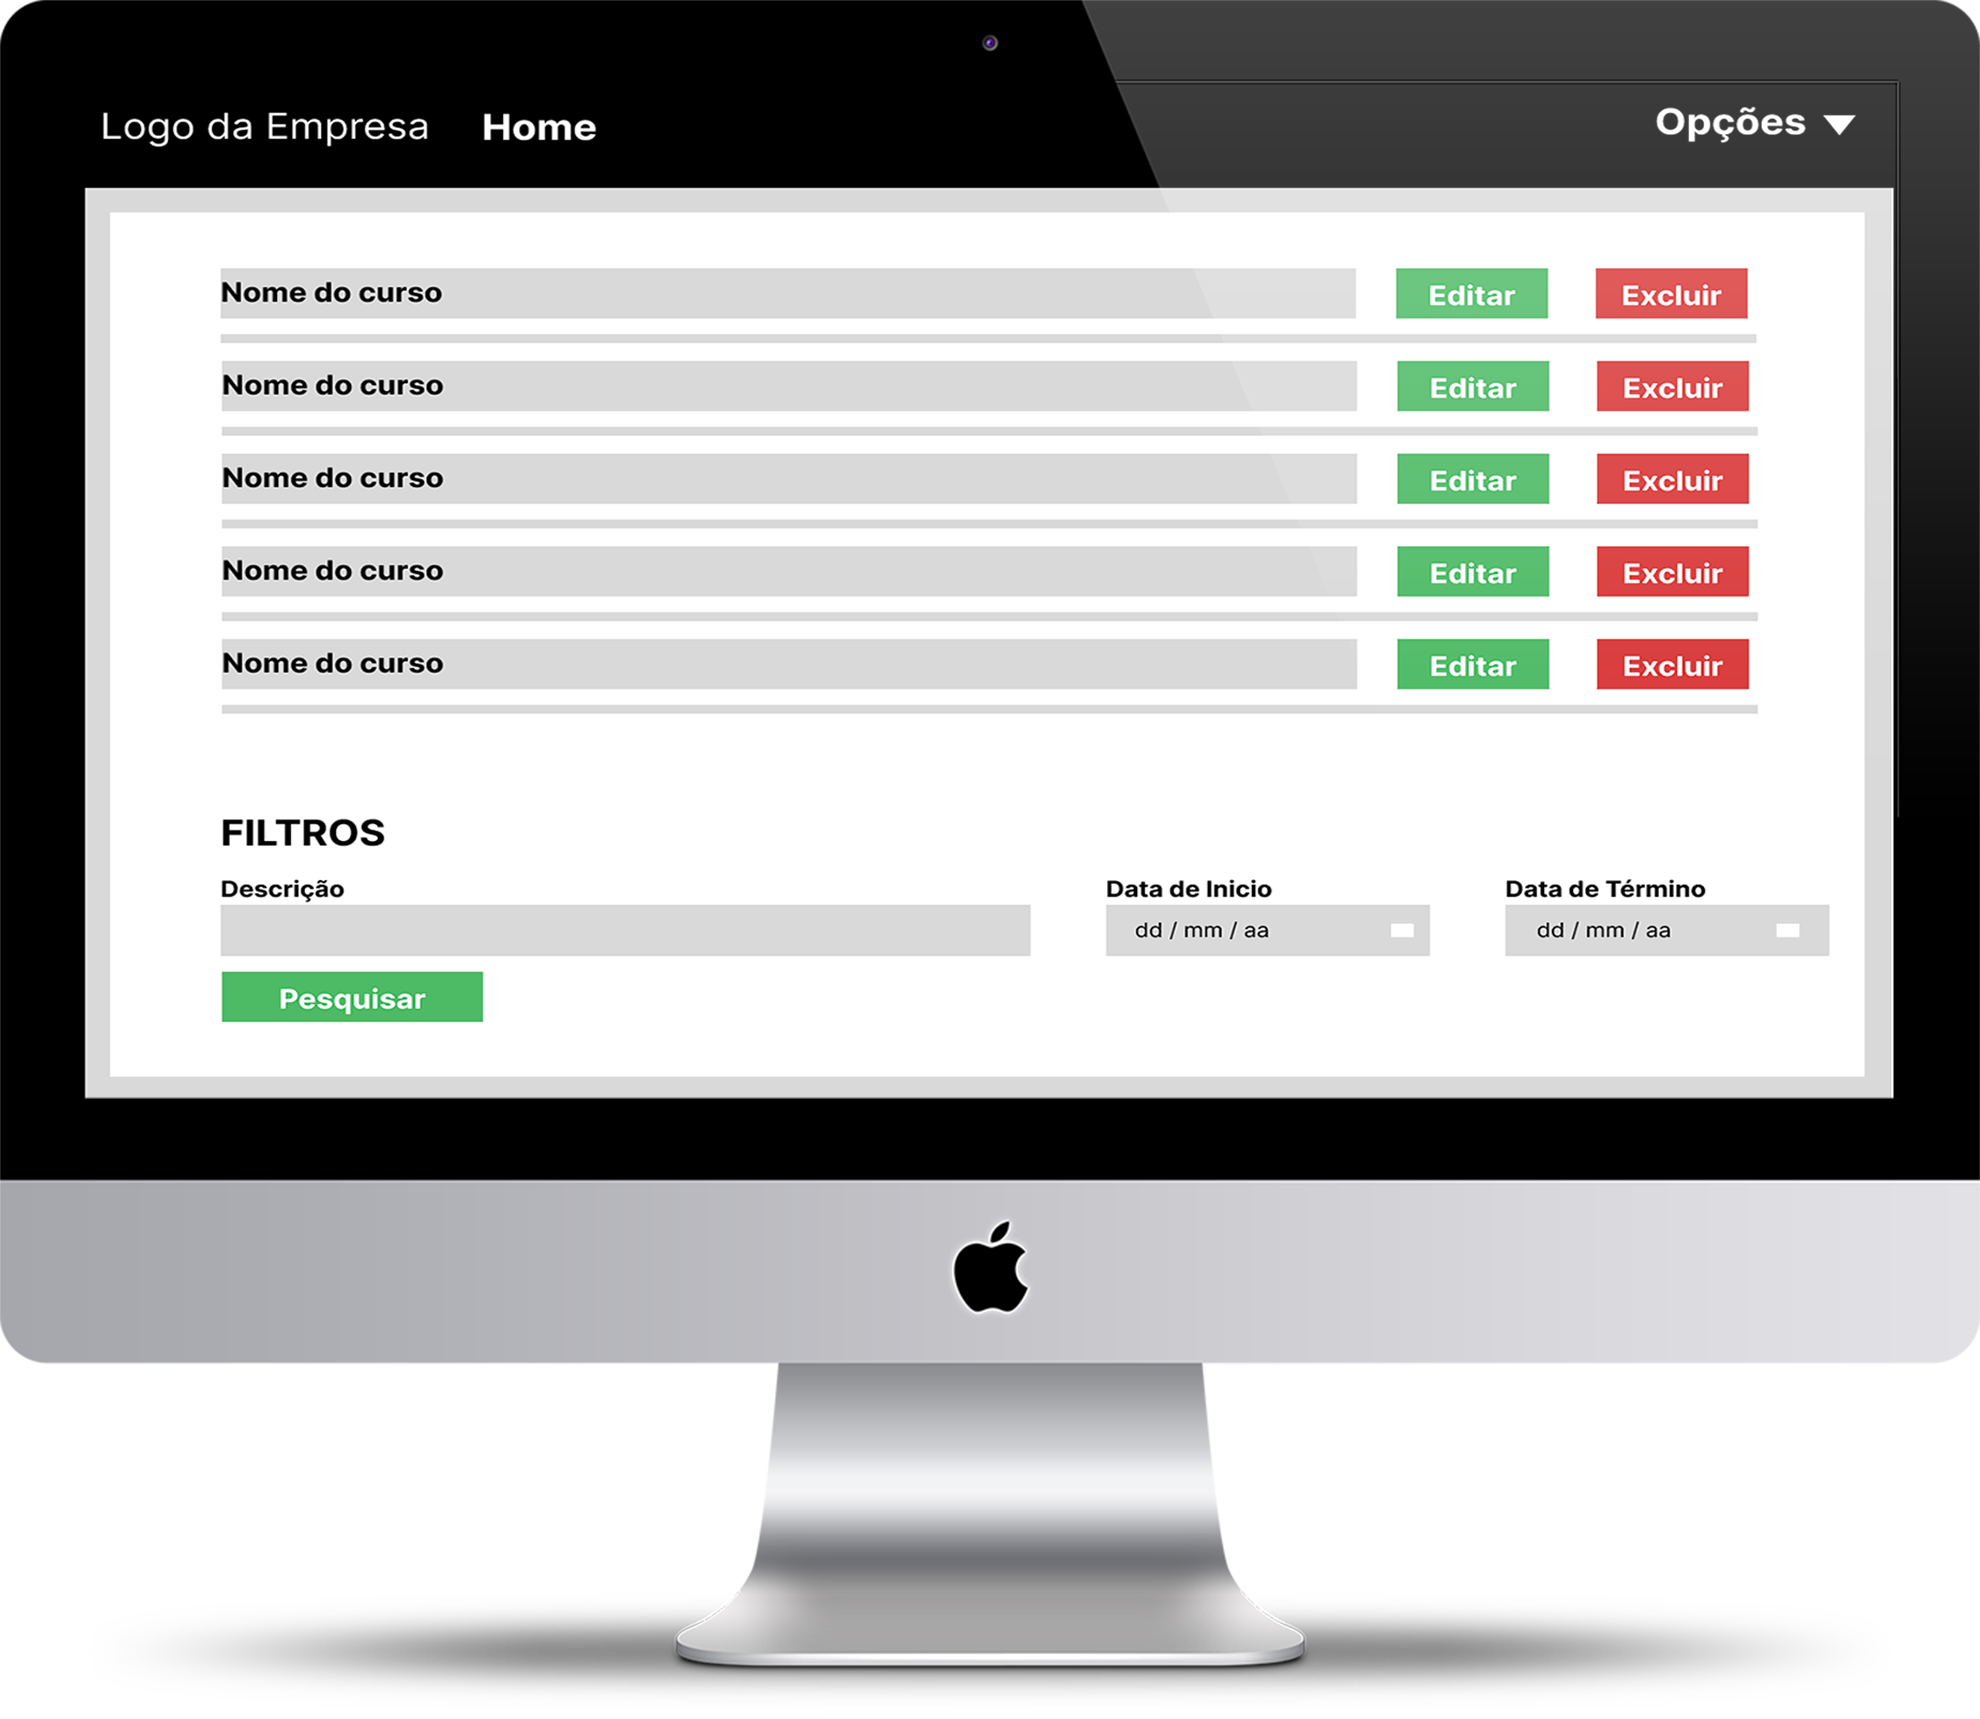 Logo da Empresa Home Opções
Nome do curso Editar Excluir
Nome do curso Editar Excluir
Nome do curso Editar Excluir
Nome do curso Editar Excluir
Nome do curso Editar Excluir
FILTROS
Descrição Data de Inicio Data de Término
dd / mm / aa dd / mm / aa
Pesquisar